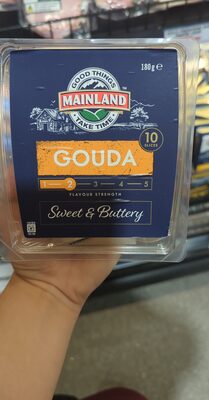 180g e
GOOD THINGS
MAINLAND
TAKE TIME
10
SLICES
GOUDA
1 2 3 4 5
FLAVOUR STRENGTH
Sweet & Buttery